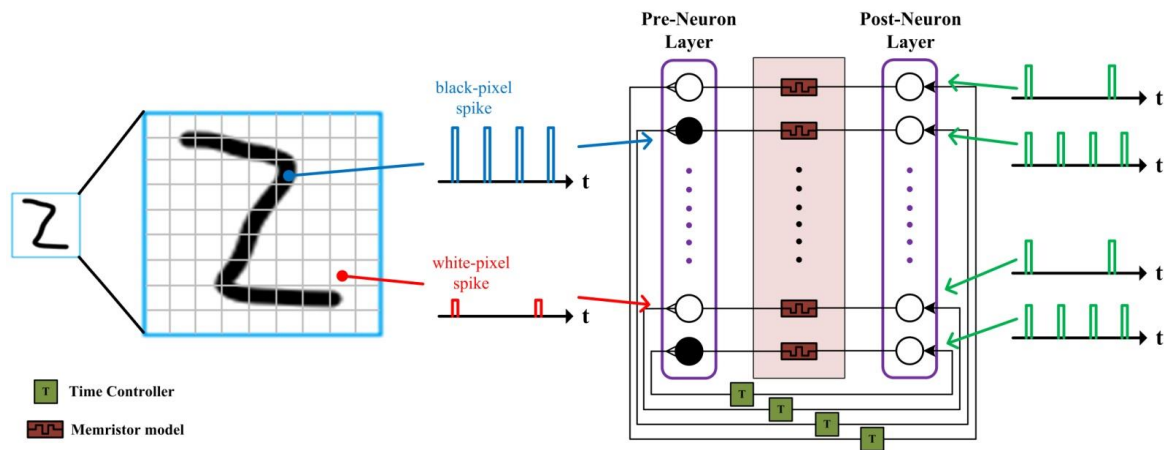 Pre-Neuron
Layer
Post-Neuron
Layer
black-pixel
spike
t
white-pixel
spike
t
t
t
t
t
T Time Controller
Memristor model
T
T
T
T